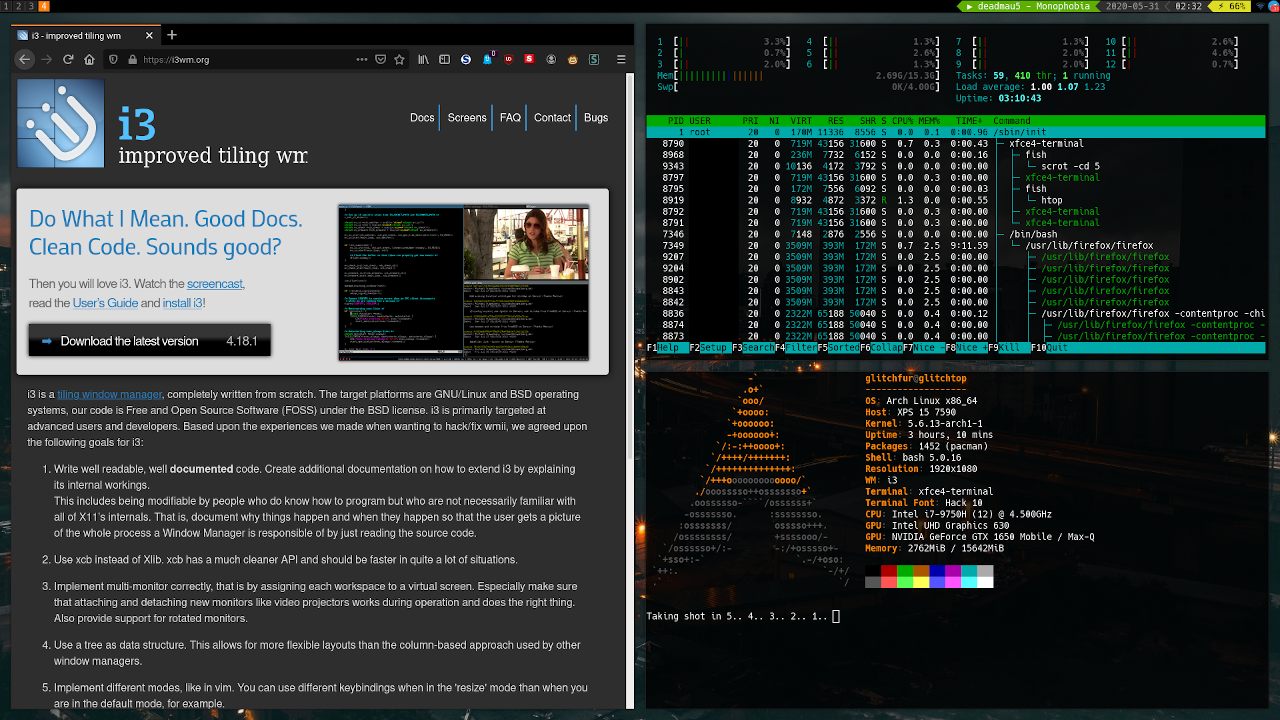 1 2 3 4
▶ deadmau5 - Monophobia 2020-05-31 02:32 ⚡ 66%
i3 - improved tiling wm
https://i3wm.org
i3
improved tiling wm
Docs Screens FAQ Contact Bugs
Do What I Mean. Good Docs.
Clean Code. Sounds good?
Then you will love i3. Watch the screencast,
read the User's Guide and install i3!
Download the last version 4.18.1
i3 is a tiling window manager, completely written from scratch. The target platforms are GNU/Linux and BSD operating
systems, our code is Free and Open Source Software (FOSS) under the BSD license. i3 is primarily targeted at
advanced users and developers. Based upon the experiences we made when wanting to hack/fix wmii, we agreed upon
the following goals for i3:
1. Write well readable, well documented code. Create additional documentation on how to extend i3 by explaining
its internal workings.
This includes being modifiable by people who do know how to program but who are not necessarily familiar with
all of X11's internals. That is, document why things happen and when they happen so that the user gets a picture
of the whole process a Window Manager is responsible of by just reading the source code.
2. Use xcb instead of Xlib. xcb has a much cleaner API and should be faster in quite a lot of situations.
3. Implement multi-monitor correctly, that is by assigning each workspace to a virtual screen. Especially make sure
that attaching and detaching new monitors like video projectors works during operation and does the right thing.
Also provide support for rotated monitors.
4. Use a tree as data structure. This allows for more flexible layouts than the column-based approach used by other
window managers.
5. Implement different modes, like in vim. You can use different keybindings when in the 'resize' mode than when you
are in the default mode, for example.
1 [ 3.3%] 4 [ 1.3%] 7 [ 1.3%] 10 [ 2.6%]
2 [ 0.7%] 5 [ 2.6%] 8 [ 2.0%] 11 [ 4.6%]
3 [ 2.0%] 6 [ 1.3%] 9 [ 2.0%] 12 [ 0.7%]
Mem[ 2.69G/15.3G] Tasks: 59, 410 thr; 1 running
Swp[ 0K/4.00G] Load average: 1.00 1.07 1.23
Uptime: 03:10:43
PID USER PRI NI VIRT RES SHR S CPU% MEM% TIME+ Command
1 root 20 0 170M 11336 8556 S 0.0 0.1 0:00.96 /sbin/init
8790 20 0 719M 43156 31600 S 0.7 0.3 0:00.43 xfce4-terminal
8968 20 0 236M 7732 6152 S 0.0 0.0 0:00.16 fish
9343 20 0 10136 4172 3792 S 0.0 0.0 0:00.00 scrot -cd 5
8797 20 0 719M 43156 31600 S 0.0 0.3 0:00.00 xfce4-terminal
8795 20 0 172M 7556 6092 S 0.0 0.0 0:00.03 fish
8919 20 0 8932 4872 3372 R 1.3 0.0 0:00.55 htop
8792 20 0 719M 43156 31600 S 0.0 0.3 0:00.00 xfce4-terminal
8791 20 0 719M 43156 31600 S 0.0 0.3 0:00.00 xfce4-terminal
7346 20 0 7148 2876 2556 S 0.0 0.0 0:00.00 /bin/bash
7349 20 0 3509M 393M 172M S 0.7 2.5 9:11.59 /usr/lib/firefox/firefox
9207 20 0 3509M 393M 172M S 0.0 2.5 0:00.00 /usr/lib/firefox/firefox
9204 20 0 3509M 393M 172M S 0.0 2.5 0:00.00 /usr/lib/firefox/firefox
8902 20 0 3509M 393M 172M S 0.0 2.5 0:00.00 /usr/lib/firefox/firefox
8843 20 0 3509M 393M 172M S 0.0 2.5 0:00.00 /usr/lib/firefox/firefox
8842 20 0 3509M 393M 172M S 0.0 2.5 0:00.00 /usr/lib/firefox/firefox
8836 20 0 2322M 65188 50040 S 0.0 0.4 0:00.12 /usr/lib/firefox/firefox -contentproc -chi
8874 20 0 2322M 65188 50040 S 0.0 0.4 0:00.00 /usr/lib/firefox/firefox -contentproc -
8873 20 0 2322M 65188 50040 S 0.0 0.4 0:00.00 /usr/lib/firefox/firefox -contentproc -
F1Help F2Setup F3Search F4Filter F5Sorted F6Collap F7Nice - F8Nice + F9Kill F10Quit
glitchfur@glitchtop
-------------------
OS: Arch Linux x86_64
Host: XPS 15 7590
Kernel: 5.6.13-arch1-1
Uptime: 3 hours, 10 mins
Packages: 1452 (pacman)
Shell: bash 5.0.16
Resolution: 1920x1080
WM: i3
Terminal: xfce4-terminal
Terminal Font: Hack 10
CPU: Intel i7-9750H (12) @ 4.500GHz
GPU: Intel UHD Graphics 630
GPU: NVIDIA GeForce GTX 1650 Mobile / Max-Q
Memory: 2762MiB / 15642MiB
Taking shot in 5.. 4.. 3.. 2.. 1..